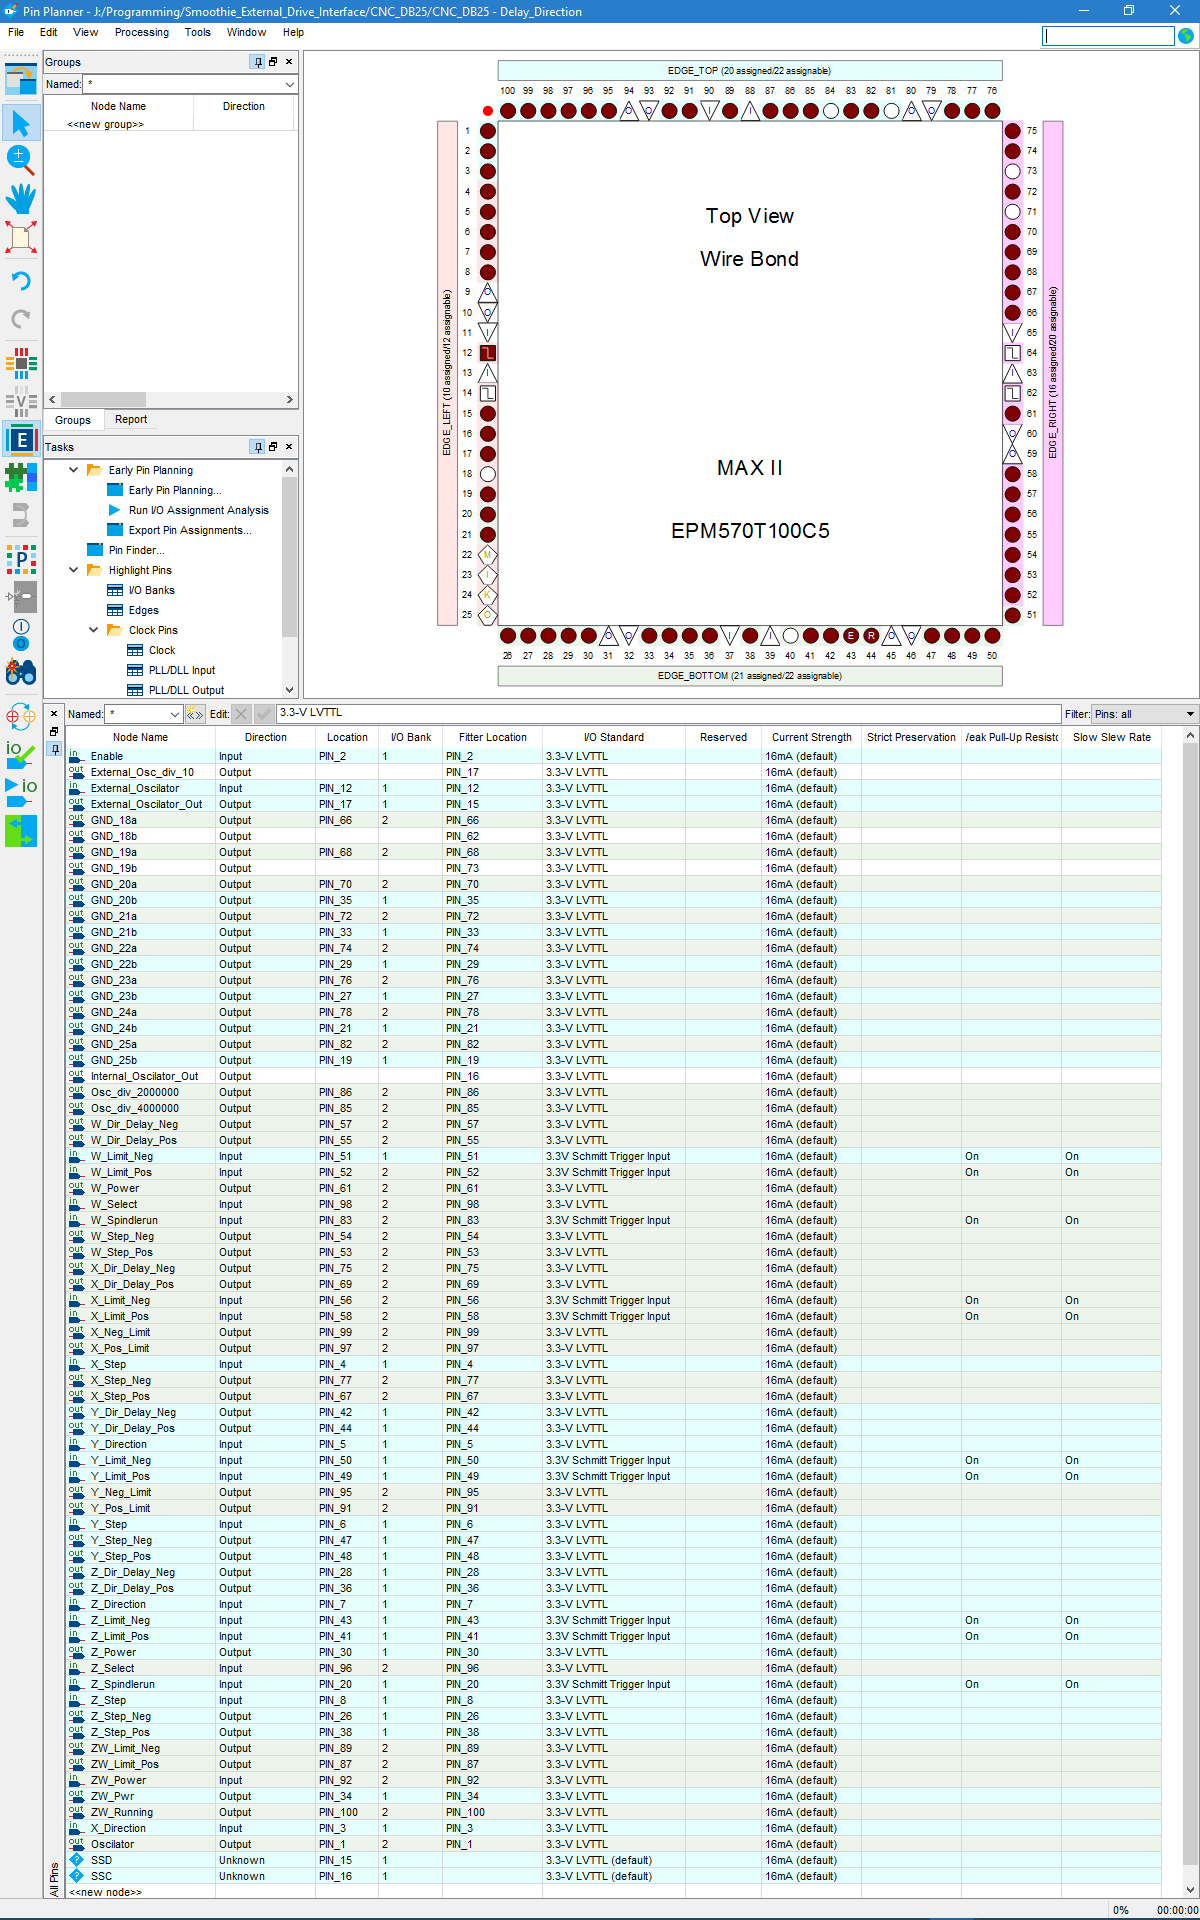 Pin Planner - J:/Programming/Smoothie_External_Drive_Interface/CNC_DB25/CNC_DB25 - Delay_Direction
File Edit View Processing Tools Window Help
Groups
Named: *
Node Name Direction
<<new group>>
Groups Report
Tasks
Early Pin Planning
Early Pin Planning...
Run I/O Assignment Analysis
Export Pin Assignments...
Pin Finder...
Highlight Pins
I/O Banks
Edges
Clock Pins
Clock
PLL/DLL Input
PLL/DLL Output
EDGE_TOP (20 assigned/22 assignable)
100 99 98 97 96 95 94 93 92 91 90 89 88 87 86 85 84 83 82 81 80 79 78 77 76
EDGE_LEFT (10 assigned/12 assignable)
1 2 3 4 5 6 7 8 9 10 11 12 13 14 15 16 17 18 19 20 21 22 23 24 25
Top View
Wire Bond
MAX II
EPM570T100C5
75 74 73 72 71 70 69 68 67 66 65 64 63 62 61 60 59 58 57 56 55 54 53 52 51
EDGE_RIGHT (16 assigned/20 assignable)
26 27 28 29 30 31 32 33 34 35 36 37 38 39 40 41 42 43 44 45 46 47 48 49 50
EDGE_BOTTOM (21 assigned/22 assignable)
Named: * Edit: 3.3-V LVTTL Filter: Pins: all
Node Name Direction Location I/O Bank Fitter Location I/O Standard Reserved Current Strength Strict Preservation /eak Pull-Up Resisto Slow Slew Rate
Enable Input PIN_2 1 PIN_2 3.3-V LVTTL 16mA (default)
External_Osc_div_10 Output PIN_17 3.3-V LVTTL 16mA (default)
External_Oscilator Input PIN_12 1 PIN_12 3.3-V LVTTL 16mA (default)
External_Oscilator_Out Output PIN_17 1 PIN_15 3.3-V LVTTL 16mA (default)
GND_18a Output PIN_66 2 PIN_66 3.3-V LVTTL 16mA (default)
GND_18b Output PIN_62 3.3-V LVTTL 16mA (default)
GND_19a Output PIN_68 2 PIN_68 3.3-V LVTTL 16mA (default)
GND_19b Output PIN_73 3.3-V LVTTL 16mA (default)
GND_20a Output PIN_70 2 PIN_70 3.3-V LVTTL 16mA (default)
GND_20b Output PIN_35 1 PIN_35 3.3-V LVTTL 16mA (default)
GND_21a Output PIN_72 2 PIN_72 3.3-V LVTTL 16mA (default)
GND_21b Output PIN_33 1 PIN_33 3.3-V LVTTL 16mA (default)
GND_22a Output PIN_74 2 PIN_74 3.3-V LVTTL 16mA (default)
GND_22b Output PIN_29 1 PIN_29 3.3-V LVTTL 16mA (default)
GND_23a Output PIN_76 2 PIN_76 3.3-V LVTTL 16mA (default)
GND_23b Output PIN_27 1 PIN_27 3.3-V LVTTL 16mA (default)
GND_24a Output PIN_78 2 PIN_78 3.3-V LVTTL 16mA (default)
GND_24b Output PIN_21 1 PIN_21 3.3-V LVTTL 16mA (default)
GND_25a Output PIN_82 2 PIN_82 3.3-V LVTTL 16mA (default)
GND_25b Output PIN_19 1 PIN_19 3.3-V LVTTL 16mA (default)
Internal_Oscilator_Out Output PIN_16 3.3-V LVTTL 16mA (default)
Osc_div_2000000 Output PIN_86 2 PIN_86 3.3-V LVTTL 16mA (default)
Osc_div_4000000 Output PIN_85 2 PIN_85 3.3-V LVTTL 16mA (default)
W_Dir_Delay_Neg Output PIN_57 2 PIN_57 3.3-V LVTTL 16mA (default)
W_Dir_Delay_Pos Output PIN_55 2 PIN_55 3.3-V LVTTL 16mA (default)
W_Limit_Neg Input PIN_51 1 PIN_51 3.3V Schmitt Trigger Input 16mA (default) On On
W_Limit_Pos Input PIN_52 2 PIN_52 3.3V Schmitt Trigger Input 16mA (default) On On
W_Power Output PIN_61 2 PIN_61 3.3-V LVTTL 16mA (default)
W_Select Input PIN_98 2 PIN_98 3.3-V LVTTL 16mA (default)
W_Spindlerun Input PIN_83 2 PIN_83 3.3V Schmitt Trigger Input 16mA (default) On On
W_Step_Neg Output PIN_54 2 PIN_54 3.3-V LVTTL 16mA (default)
W_Step_Pos Output PIN_53 2 PIN_53 3.3-V LVTTL 16mA (default)
X_Dir_Delay_Neg Output PIN_75 2 PIN_75 3.3-V LVTTL 16mA (default)
X_Dir_Delay_Pos Output PIN_69 2 PIN_69 3.3-V LVTTL 16mA (default)
X_Limit_Neg Input PIN_56 2 PIN_56 3.3V Schmitt Trigger Input 16mA (default) On On
X_Limit_Pos Input PIN_58 2 PIN_58 3.3V Schmitt Trigger Input 16mA (default) On On
X_Neg_Limit Output PIN_99 2 PIN_99 3.3-V LVTTL 16mA (default)
X_Pos_Limit Output PIN_97 2 PIN_97 3.3-V LVTTL 16mA (default)
X_Step Input PIN_4 1 PIN_4 3.3-V LVTTL 16mA (default)
X_Step_Neg Output PIN_77 2 PIN_77 3.3-V LVTTL 16mA (default)
X_Step_Pos Output PIN_67 2 PIN_67 3.3-V LVTTL 16mA (default)
Y_Dir_Delay_Neg Output PIN_42 1 PIN_42 3.3-V LVTTL 16mA (default)
Y_Dir_Delay_Pos Output PIN_44 1 PIN_44 3.3-V LVTTL 16mA (default)
Y_Direction Input PIN_5 1 PIN_5 3.3-V LVTTL 16mA (default)
Y_Limit_Neg Input PIN_50 1 PIN_50 3.3V Schmitt Trigger Input 16mA (default) On On
Y_Limit_Pos Input PIN_49 1 PIN_49 3.3V Schmitt Trigger Input 16mA (default) On On
Y_Neg_Limit Output PIN_95 2 PIN_95 3.3-V LVTTL 16mA (default)
Y_Pos_Limit Output PIN_91 2 PIN_91 3.3-V LVTTL 16mA (default)
Y_Step Input PIN_6 1 PIN_6 3.3-V LVTTL 16mA (default)
Y_Step_Neg Output PIN_47 1 PIN_47 3.3-V LVTTL 16mA (default)
Y_Step_Pos Output PIN_48 1 PIN_48 3.3-V LVTTL 16mA (default)
Z_Dir_Delay_Neg Output PIN_28 1 PIN_28 3.3-V LVTTL 16mA (default)
Z_Dir_Delay_Pos Output PIN_36 1 PIN_36 3.3-V LVTTL 16mA (default)
Z_Direction Input PIN_7 1 PIN_7 3.3-V LVTTL 16mA (default)
Z_Limit_Neg Input PIN_43 1 PIN_43 3.3V Schmitt Trigger Input 16mA (default) On On
Z_Limit_Pos Input PIN_41 1 PIN_41 3.3V Schmitt Trigger Input 16mA (default) On On
Z_Power Output PIN_30 1 PIN_30 3.3-V LVTTL 16mA (default)
Z_Select Input PIN_96 2 PIN_96 3.3-V LVTTL 16mA (default)
Z_Spindlerun Input PIN_20 1 PIN_20 3.3V Schmitt Trigger Input 16mA (default) On On
Z_Step Input PIN_8 1 PIN_8 3.3-V LVTTL 16mA (default)
Z_Step_Neg Output PIN_26 1 PIN_26 3.3-V LVTTL 16mA (default)
Z_Step_Pos Output PIN_38 1 PIN_38 3.3-V LVTTL 16mA (default)
ZW_Limit_Neg Output PIN_89 2 PIN_89 3.3-V LVTTL 16mA (default)
ZW_Limit_Pos Output PIN_87 2 PIN_87 3.3-V LVTTL 16mA (default)
ZW_Power Input PIN_92 2 PIN_92 3.3-V LVTTL 16mA (default)
ZW_Pwr Output PIN_34 1 PIN_34 3.3-V LVTTL 16mA (default)
ZW_Running Output PIN_100 2 PIN_100 3.3-V LVTTL 16mA (default)
X_Direction Input PIN_3 1 PIN_3 3.3-V LVTTL 16mA (default)
Oscilator Output PIN_1 2 PIN_1 3.3-V LVTTL 16mA (default)
SSD Unknown PIN_15 1 3.3-V LVTTL (default)
SSC Unknown PIN_16 1 3.3-V LVTTL (default)
<<new node>>
All Pins
0% 00:00:00